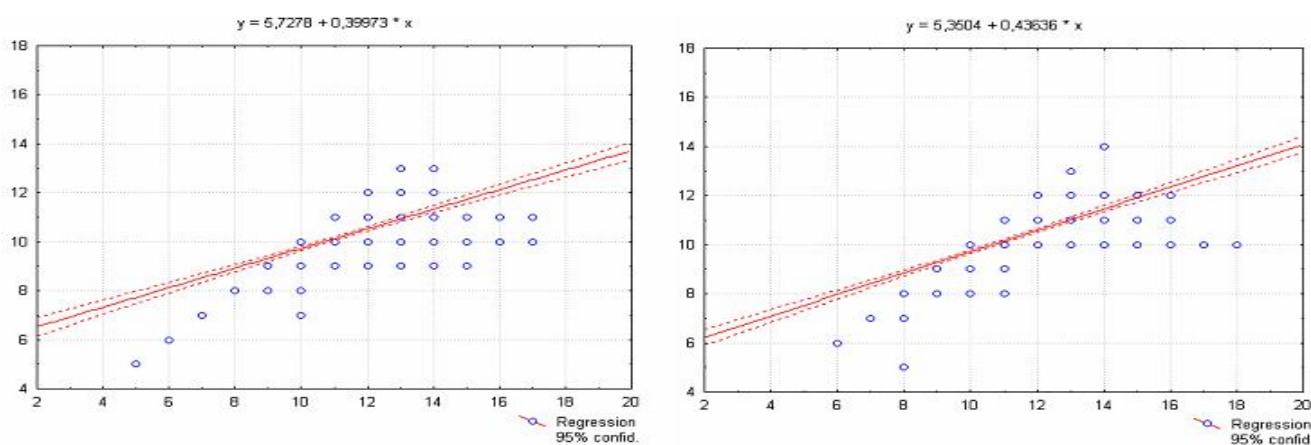 y = 5,7278 + 0,39973 * x
18
16
14
12
10
8
6
4
2 4 6 8 10 12 14 16 18 20
Regression
95% confid.
y = 5,3504 + 0,43636 * x
18
16
14
12
10
8
6
4
2 4 6 8 10 12 14 16 18 20
Regression
95% confid.